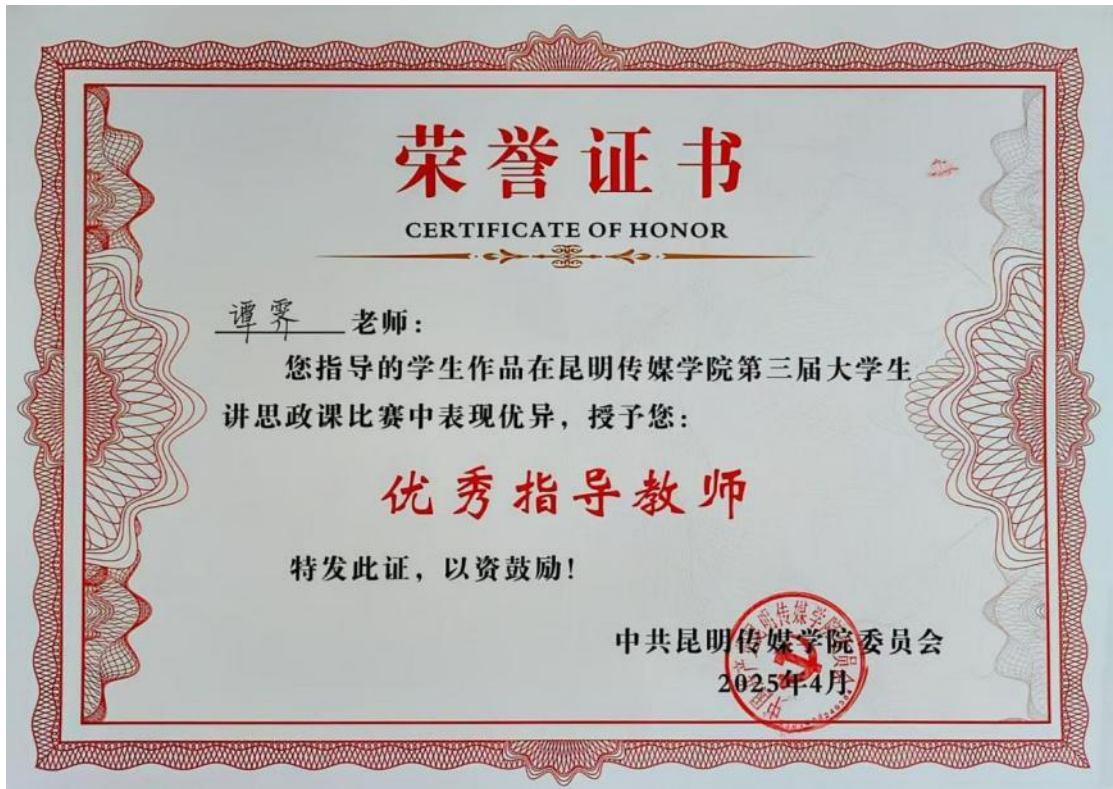 荣誉证书
CERTIFICATE OF HONOR
谭霁 老师：
您指导的学生作品在昆明传媒学院第三届大学生
讲思政课比赛中表现优异，授予您：
优秀指导教师
特发此证，以资鼓励！
中共昆明传媒学院委员会
2025年4月